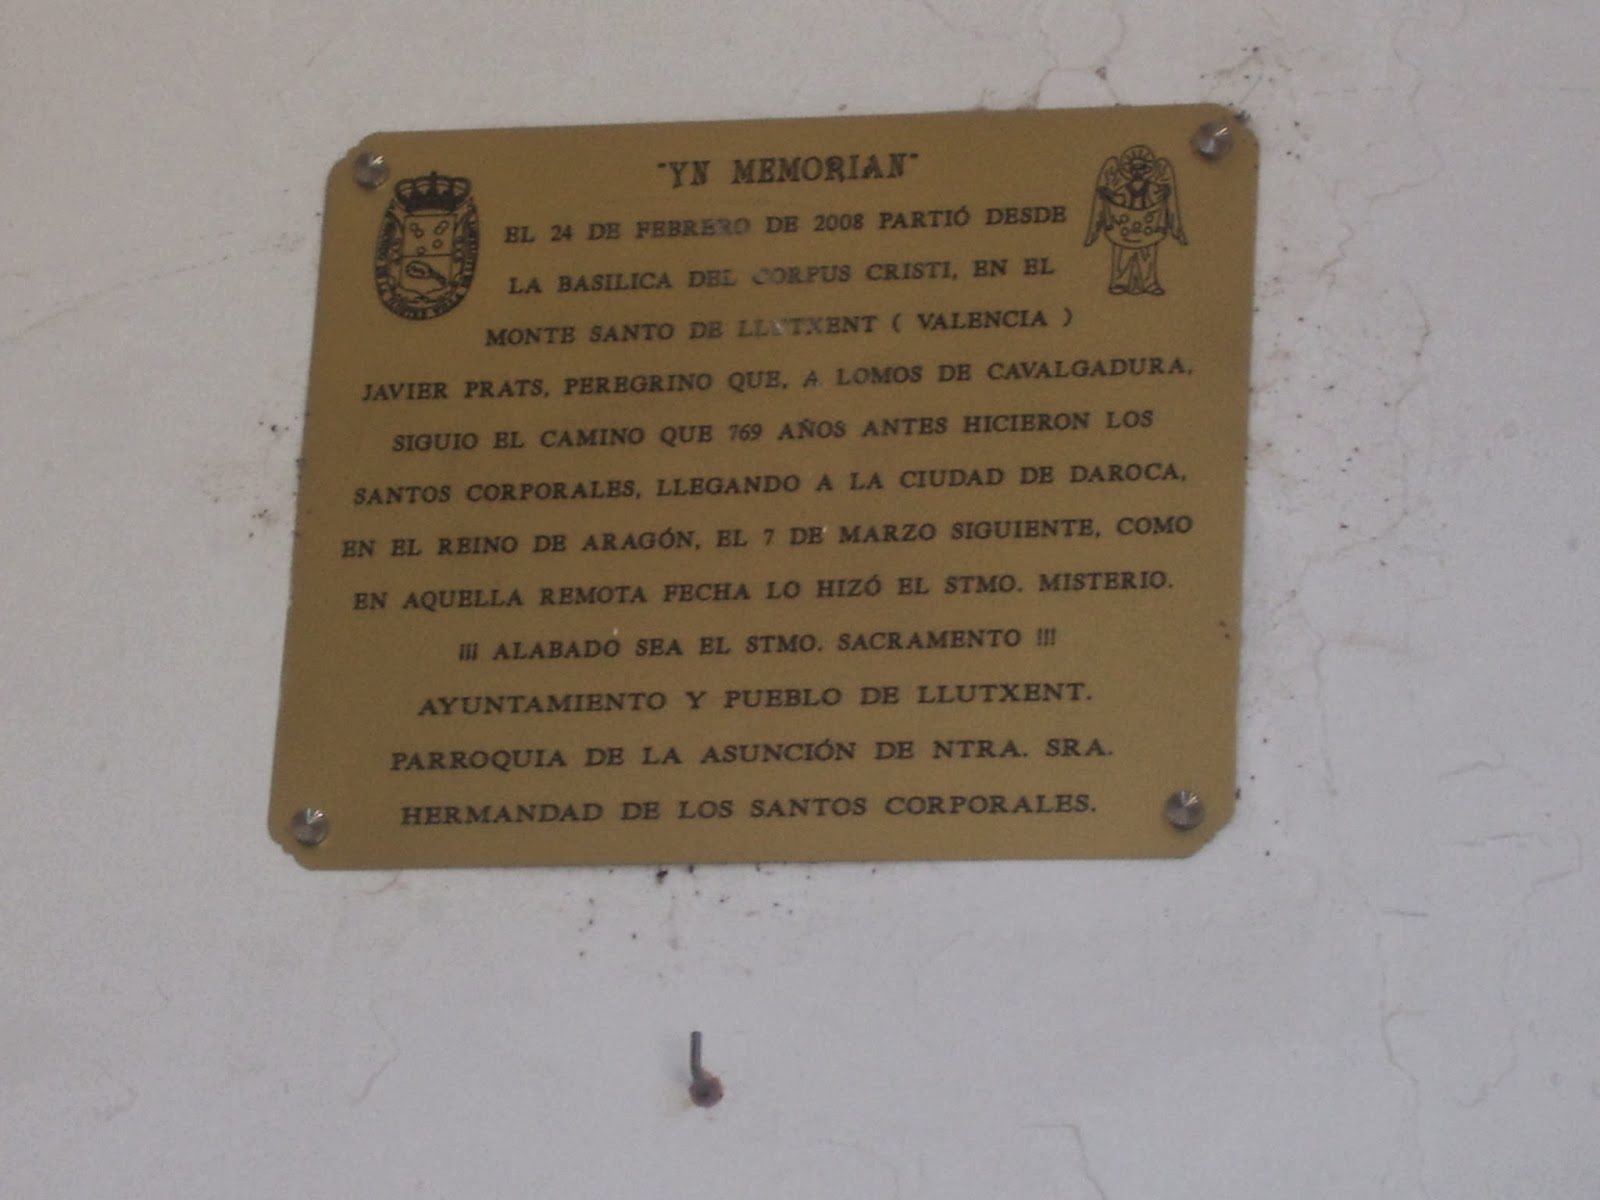 "YN MEMORIAN"
EL 24 DE FEBRERO DE 2008 PARTIÓ DESDE
LA BASILICA DEL CORPUS CRISTI, EN EL
MONTE SANTO DE LLUTXENT ( VALENCIA )
JAVIER PRATS, PEREGRINO QUE, A LOMOS DE CAVALGADURA,
SIGUIO EL CAMINO QUE 769 AÑOS ANTES HICIERON LOS
SANTOS CORPORALES, LLEGANDO A LA CIUDAD DE DAROCA,
EN EL REINO DE ARAGÓN, EL 7 DE MARZO SIGUIENTE, COMO
EN AQUELLA REMOTA FECHA LO HIZÓ EL STMO. MISTERIO.
!!! ALABADO SEA EL STMO. SACRAMENTO !!!
AYUNTAMIENTO Y PUEBLO DE LLUTXENT.
PARROQUIA DE LA ASUNCIÓN DE NTRA. SRA.
HERMANDAD DE LOS SANTOS CORPORALES.